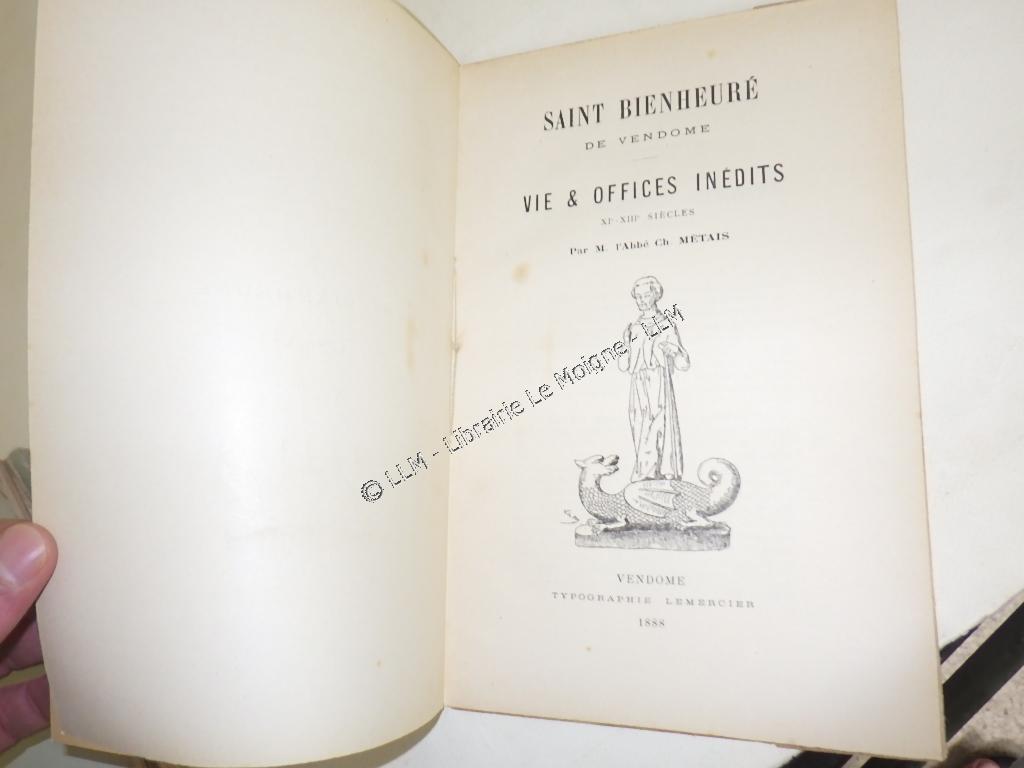 SAINT BIENHEURÉ
DE VENDOME
VIE & OFFICES INÉDITS
XIᵉ-XIIIᵉ SIÈCLES
Par M. l'Abbé Ch. MÉTAIS
© LLM - Librairie Le Moigne - LLM
VENDOME
TYPOGRAPHIE LEMERCIER
1888